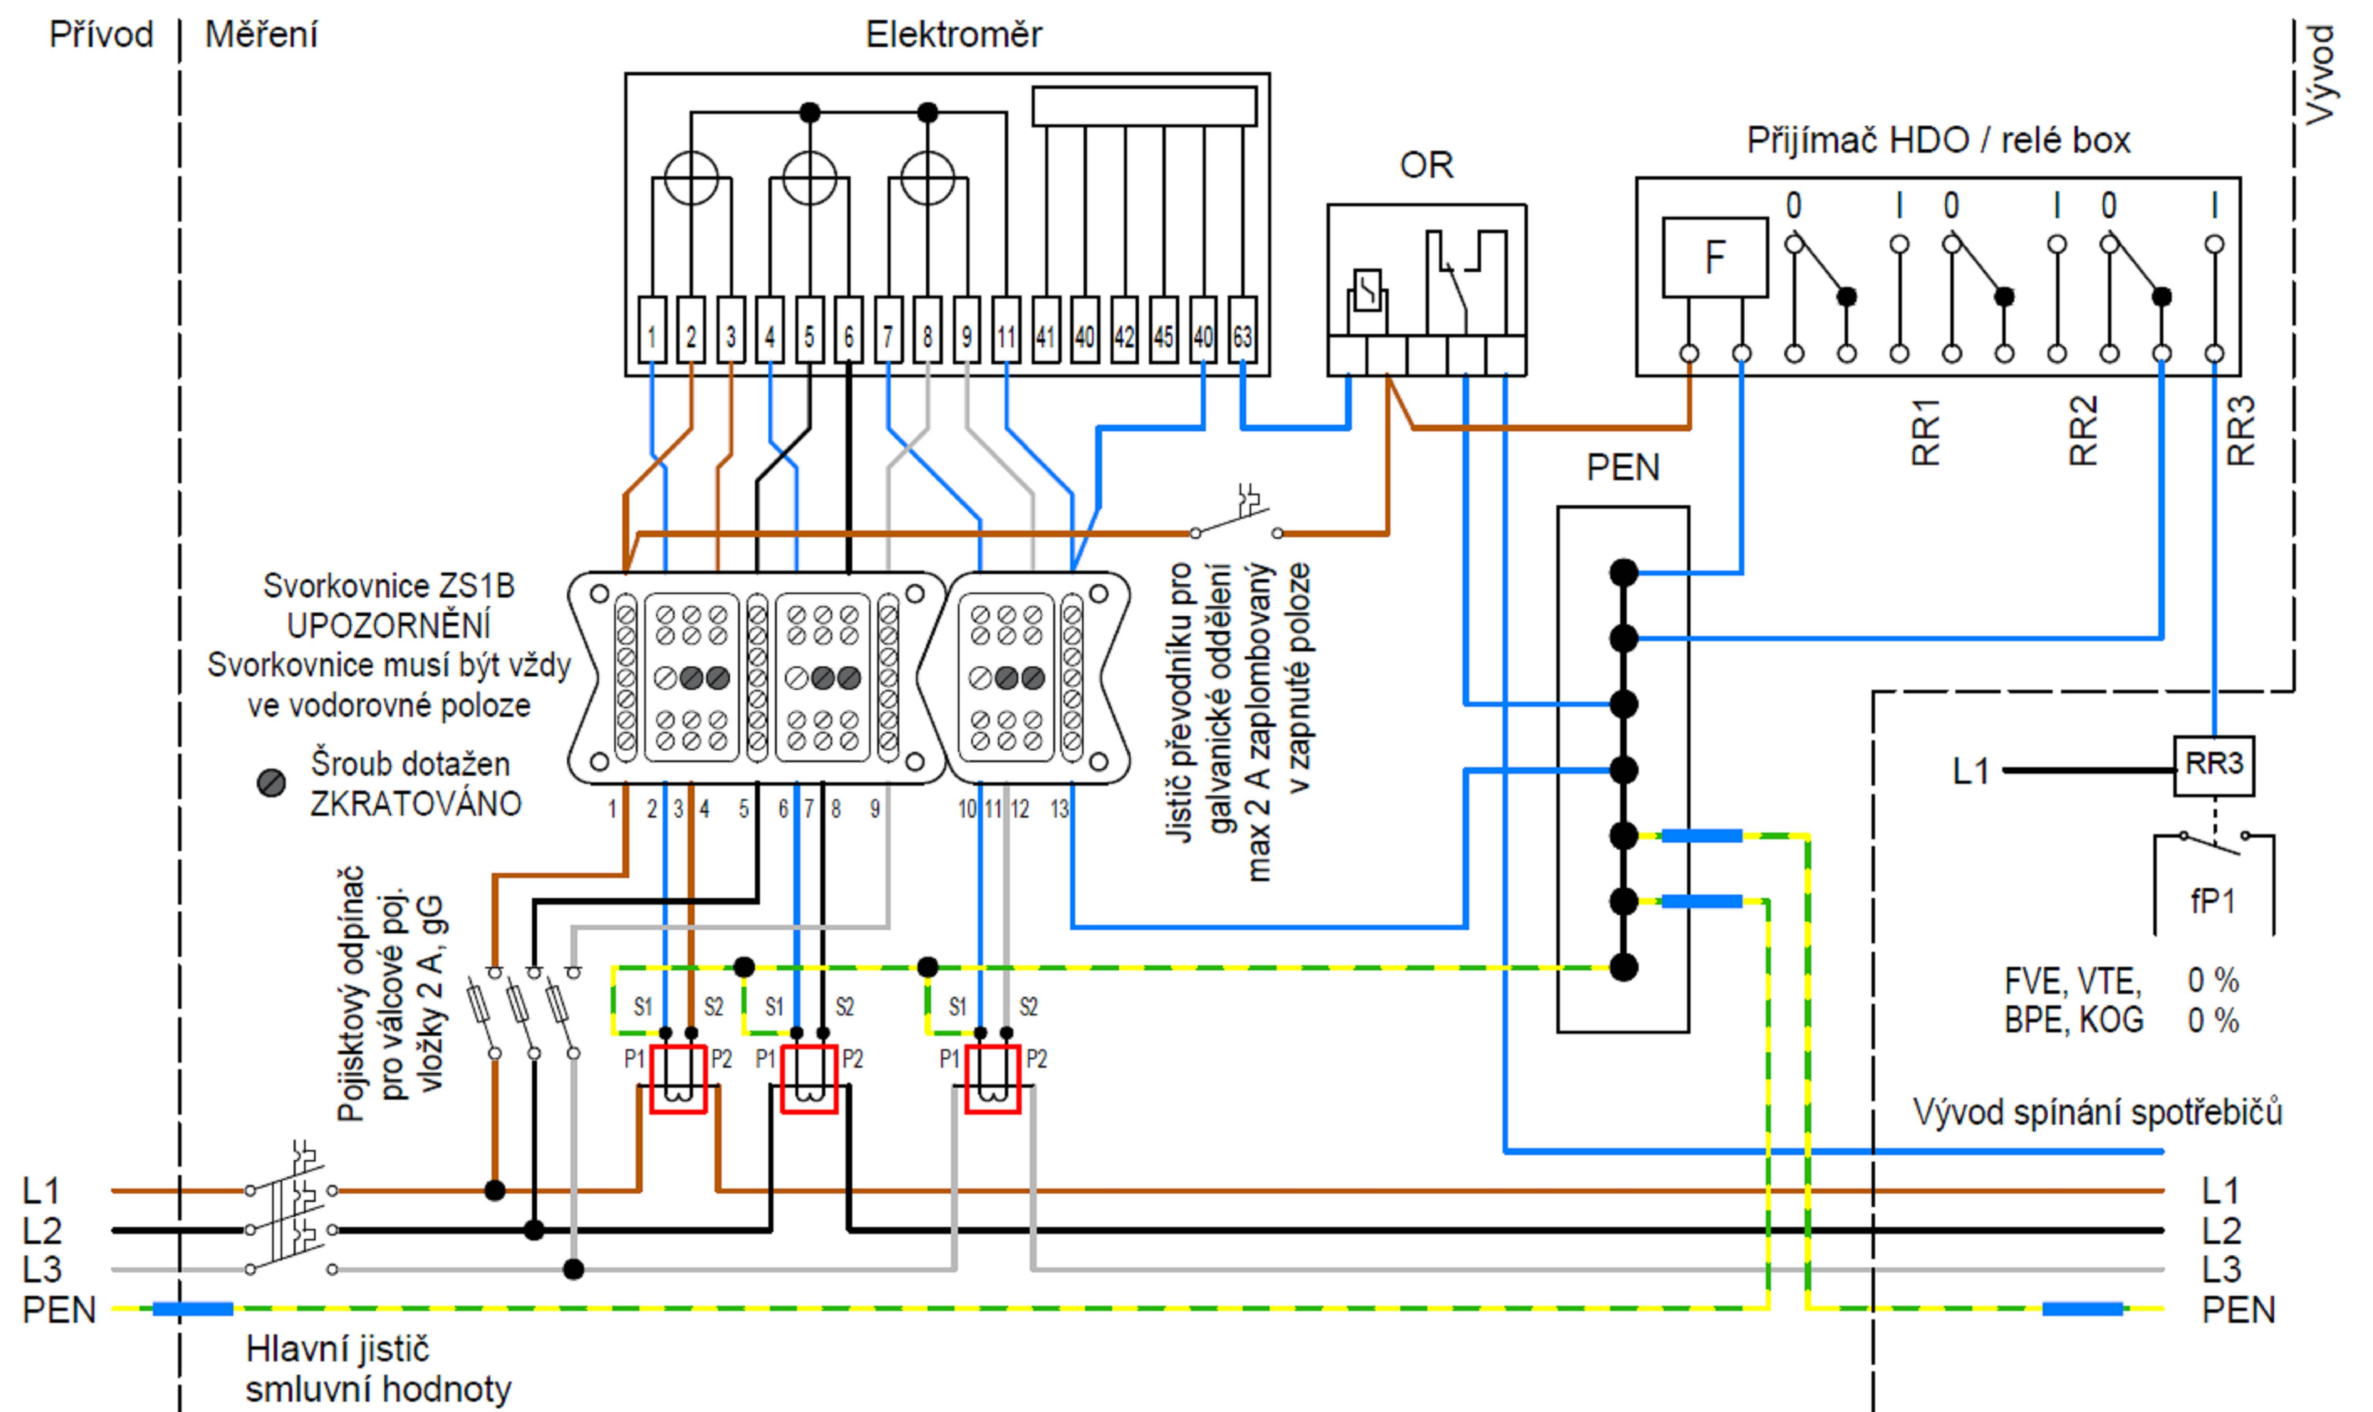 Přívod
Měření
Elektroměr
Vývod
OR
Přijímač HDO / relé box
F
0
I
0
I
0
I
1
2
3
4
5
6
7
8
9
11
41
40
42
45
40
63
RR1
RR2
RR3
PEN
Svorkovnice ZS1B
UPOZORNĚNÍ
Svorkovnice musí být vždy
ve vodorovné poloze
Šroub dotažen
ZKRATOVÁNO
Jistič převodníku pro
galvanické oddělení
max 2 A zaplombovaný
v zapnuté poloze
1
2
3
4
5
6
7
8
9
10
11
12
13
L1
RR3
fP1
Pojisktový odpínač
pro válcové poj.
vložky 2 A, gG
S1
S2
S1
S2
S1
S2
P1
P2
P1
P2
P1
P2
FVE, VTE, 0 %
BPE, KOG 0 %
Vývod spínání spotřebičů
L1
L2
L3
PEN
L1
L2
L3
PEN
Hlavní jistič
smluvní hodnoty